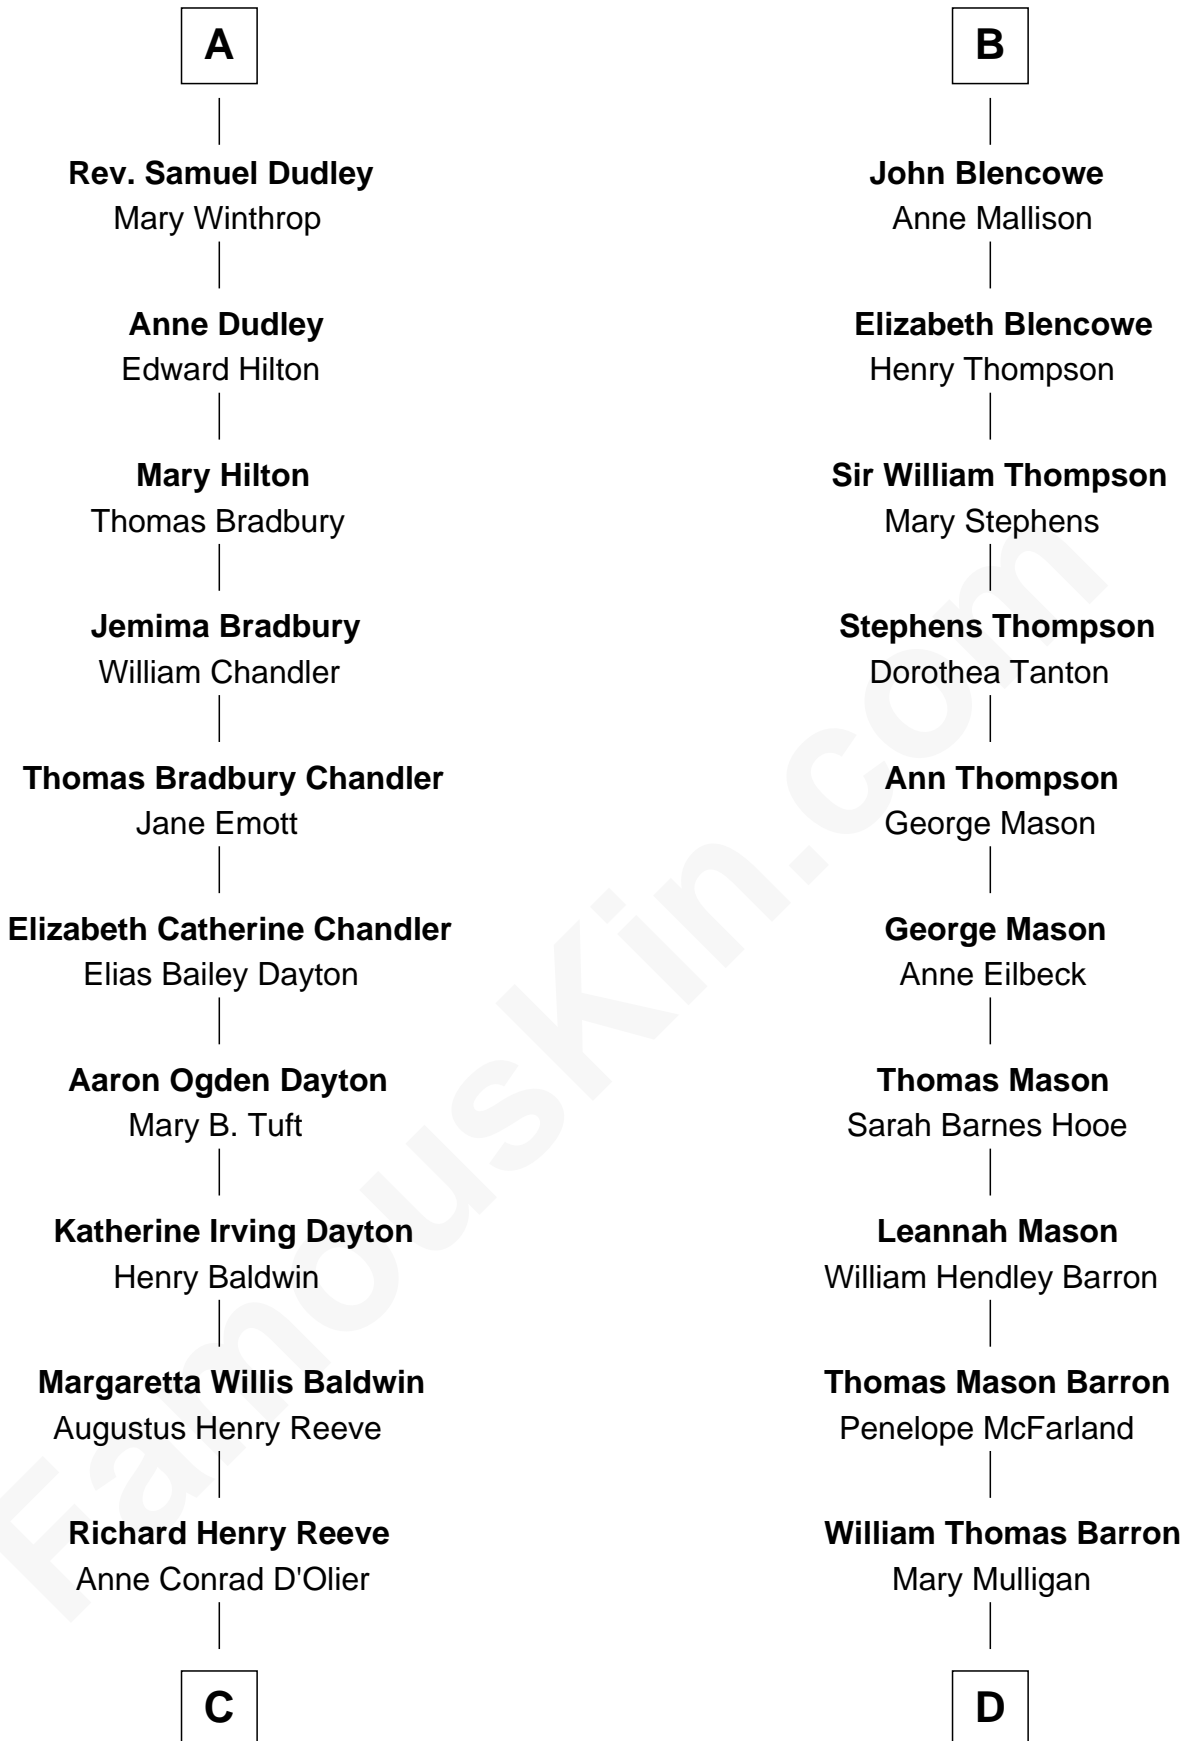 A
Rev. Samuel Dudley
Mary Winthrop
Anne Dudley
Edward Hilton
Mary Hilton
Thomas Bradbury
Jemima Bradbury
William Chandler
Thomas Bradbury Chandler
Jane Emott
Elizabeth Catherine Chandler
Elias Bailey Dayton
Aaron Ogden Dayton
Mary B. Tuft
Katherine Irving Dayton
Henry Baldwin
Margaretta Willis Baldwin
Augustus Henry Reeve
Richard Henry Reeve
Anne Conrad D'Olier
C
B
John Blencowe
Anne Mallison
Elizabeth Blencowe
Henry Thompson
Sir William Thompson
Mary Stephens
Stephens Thompson
Dorothea Tanton
Ann Thompson
George Mason
George Mason
Anne Eilbeck
Thomas Mason
Sarah Barnes Hooe
Leannah Mason
William Hendley Barron
Thomas Mason Barron
Penelope McFarland
William Thomas Barron
Mary Mulligan
D
FamousKin.com